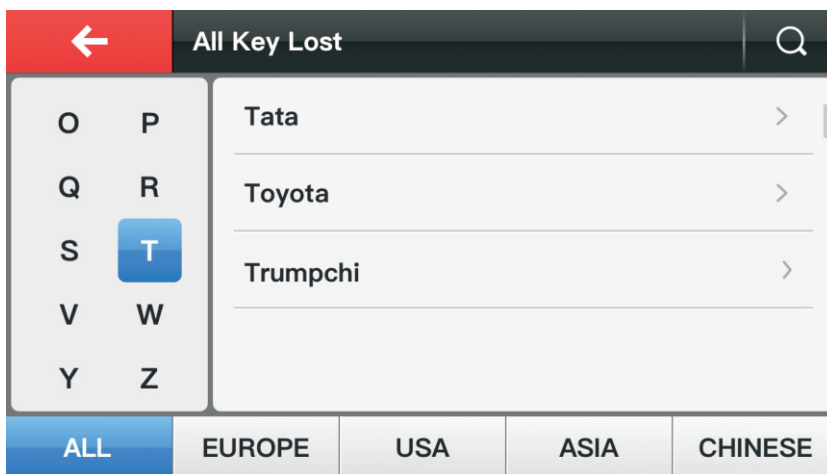 All Key Lost
O P
Q R
S T
V W
Y Z
Tata
Toyota
Trumpchi
ALL EUROPE USA ASIA CHINESE